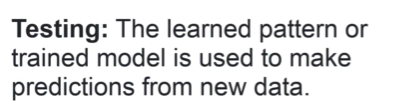 Testing: The learned pattern or
trained model is used to make
predictions from new data.